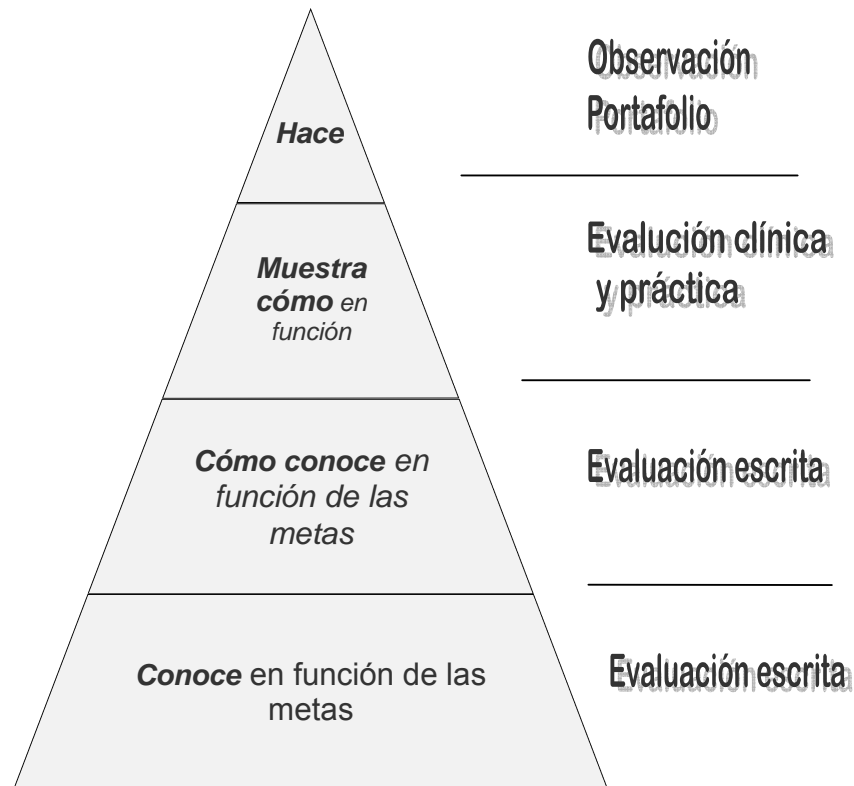 Observación
Portafolio
Hace
Evalución clínica
y práctica
Muestra
cómo en
función
Evaluación escrita
Cómo conoce en
función de las
metas
Evaluación escrita
Conoce en función de las
metas